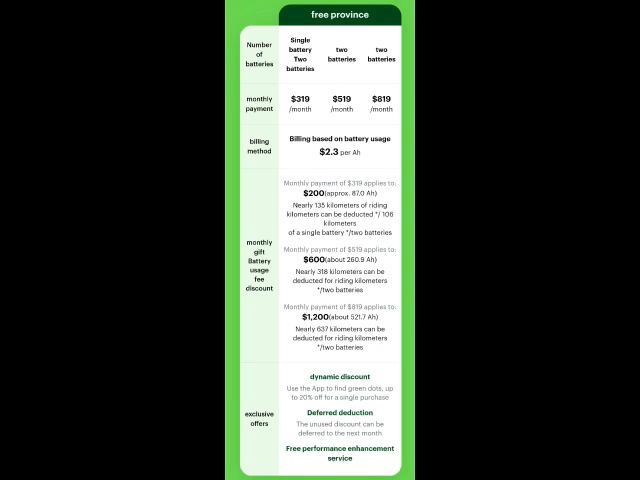 free province
Number
of
batteries
Single
battery
Two
batteries
two
batteries
two
batteries
monthly
payment
$319
/month
$519
/month
$819
/month
billing
method
Billing based on battery usage
$2.3 per Ah
monthly
gift
Battery
usage
fee
discount
Monthly payment of $319 applies to:
$200(approx. 87.0 Ah)
Nearly 135 kilometers of riding
kilometers can be deducted */ 106
kilometers
of a single battery */two batteries
Monthly payment of $519 applies to:
$600(about 260.9 Ah)
Nearly 318 kilometers can be
deducted for riding kilometers
*/two batteries
Monthly payment of $819 applies to:
$1,200(about 521.7 Ah)
Nearly 637 kilometers can be
deducted for riding kilometers
*/two batteries
exclusive
offers
dynamic discount
Use the App to find green dots, up
to 20% off for a single purchase
Deferred deduction
The unused discount can be
deferred to the next month
Free performance enhancement
service